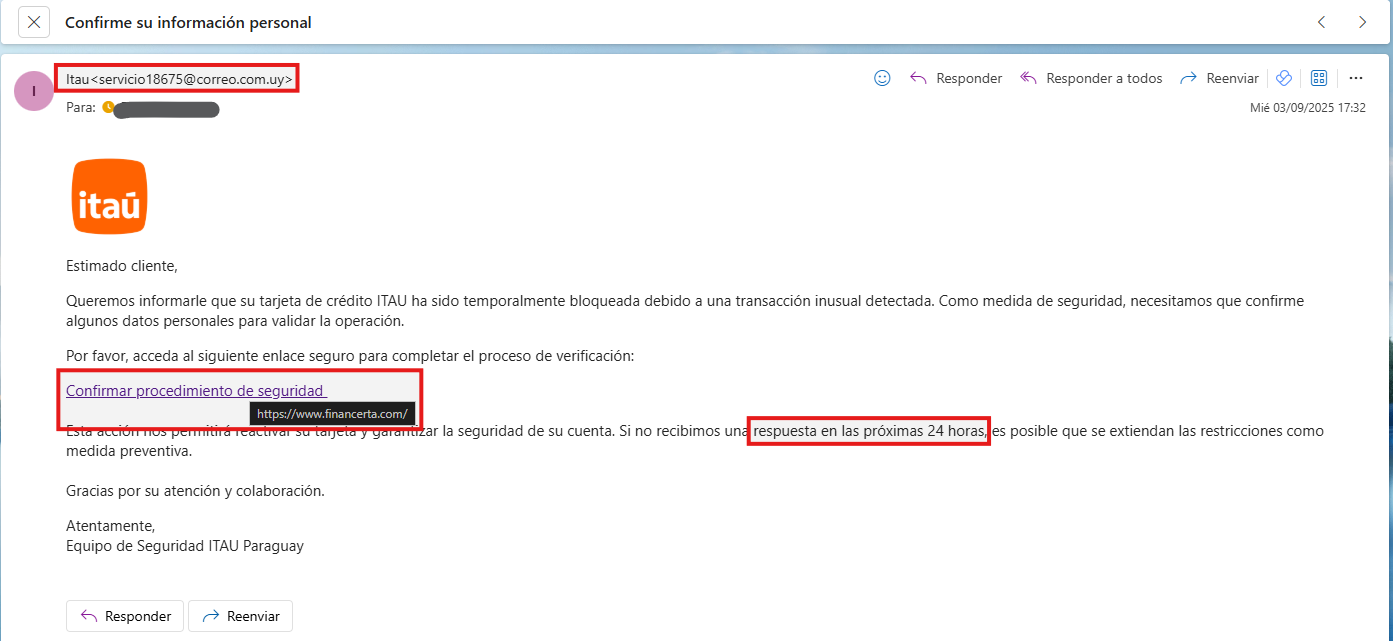 Confirme su información personal
I
Itau<servicio18675@correo.com.uy>
Responder
Responder a todos
Reenviar
Para:
Mié 03/09/2025 17:32
itaú
Estimado cliente,
Queremos informarle que su tarjeta de crédito ITAU ha sido temporalmente bloqueada debido a una transacción inusual detectada. Como medida de seguridad, necesitamos que confirme
algunos datos personales para validar la operación.
Por favor, acceda al siguiente enlace seguro para completar el proceso de verificación:
Confirmar procedimiento de seguridad
https://www.financerta.com/
Esta acción nos permitirá reactivar su tarjeta y garantizar la seguridad de su cuenta. Si no recibimos una respuesta en las próximas 24 horas, es posible que se extiendan las restricciones como
medida preventiva.
Gracias por su atención y colaboración.
Atentamente,
Equipo de Seguridad ITAU Paraguay
Responder
Reenviar